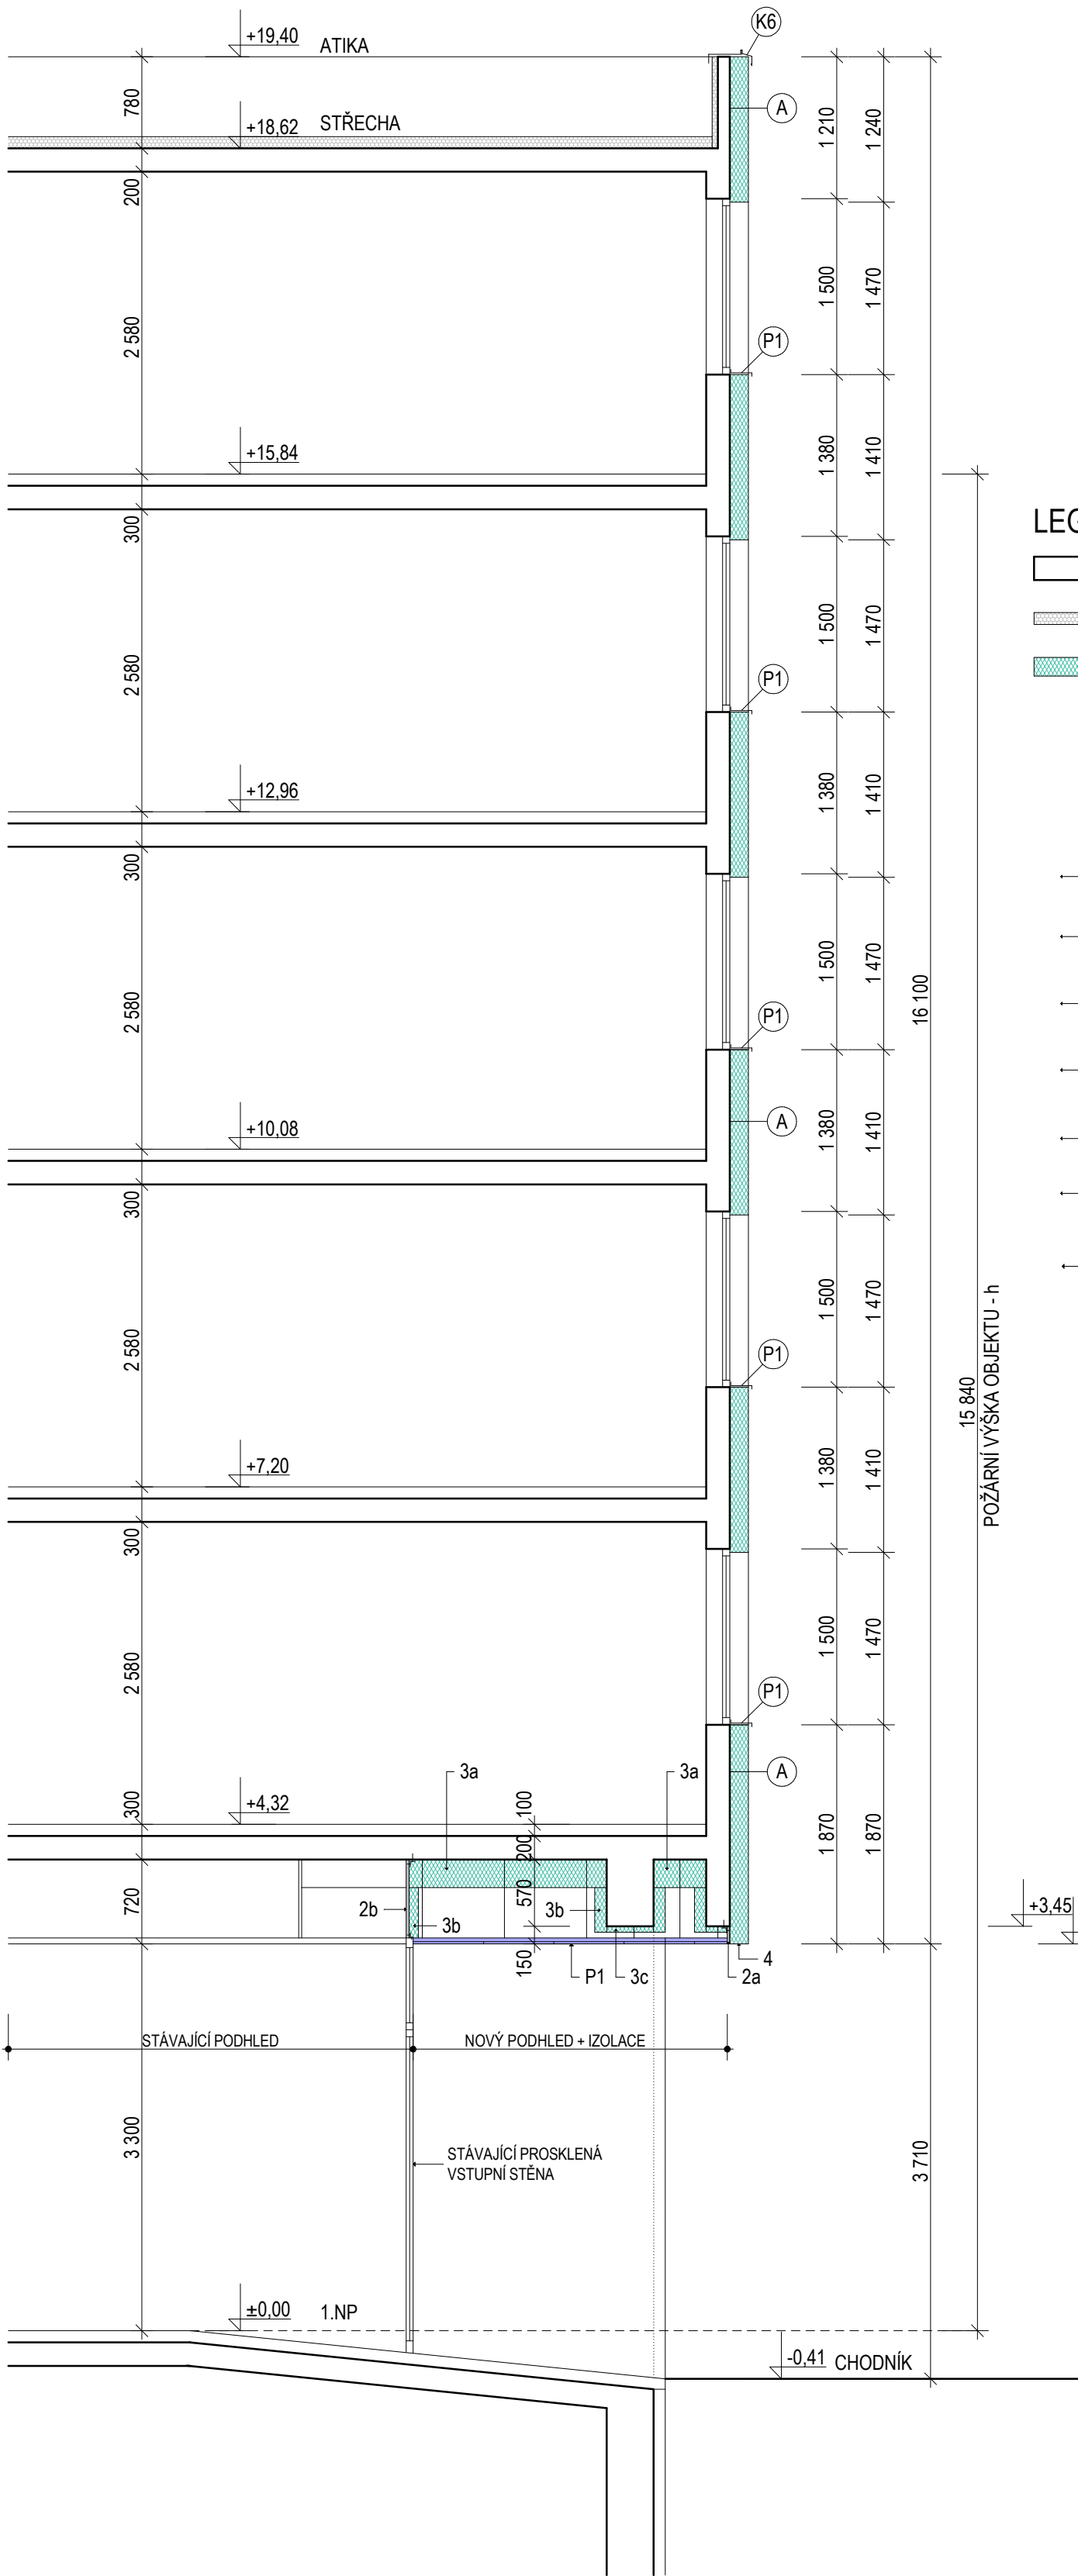 K6
+19,40 ATIKA
A
780
1 210
1 240
+18,62 STŘECHA
200
2 580
1 500
1 470
P1
+15,84
1 380
1 410
300
LEG
2 580
1 500
1 470
P1
+12,96
1 380
1 410
300
2 580
1 500
1 470
16 100
P1
+10,08
A
1 380
1 410
300
2 580
1 500
1 470
P1
15 840
POŽÁRNÍ VÝŠKA OBJEKTU - h
+7,20
1 380
1 410
300
2 580
1 500
1 470
P1
3a
3a
A
+4,32
300
100
200
1 870
1 870
720
570
2b
3b
3b
+3,45
150
P1
3c
2a
4
STÁVAJÍCÍ PODHLED
NOVÝ PODHLED + IZOLACE
3 300
STÁVAJÍCÍ PROSKLENÁ
VSTUPNÍ STĚNA
3 710
±0,00 1.NP
-0,41 CHODNÍK